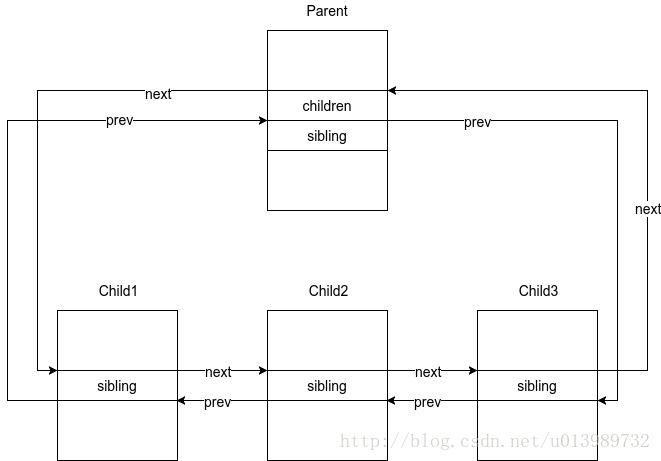 Parent
next
children
prev
prev
sibling
next
Child1
Child2
Child3
next
next
sibling
sibling
sibling
prev
prev
http://blog.csdn.net/u013989732